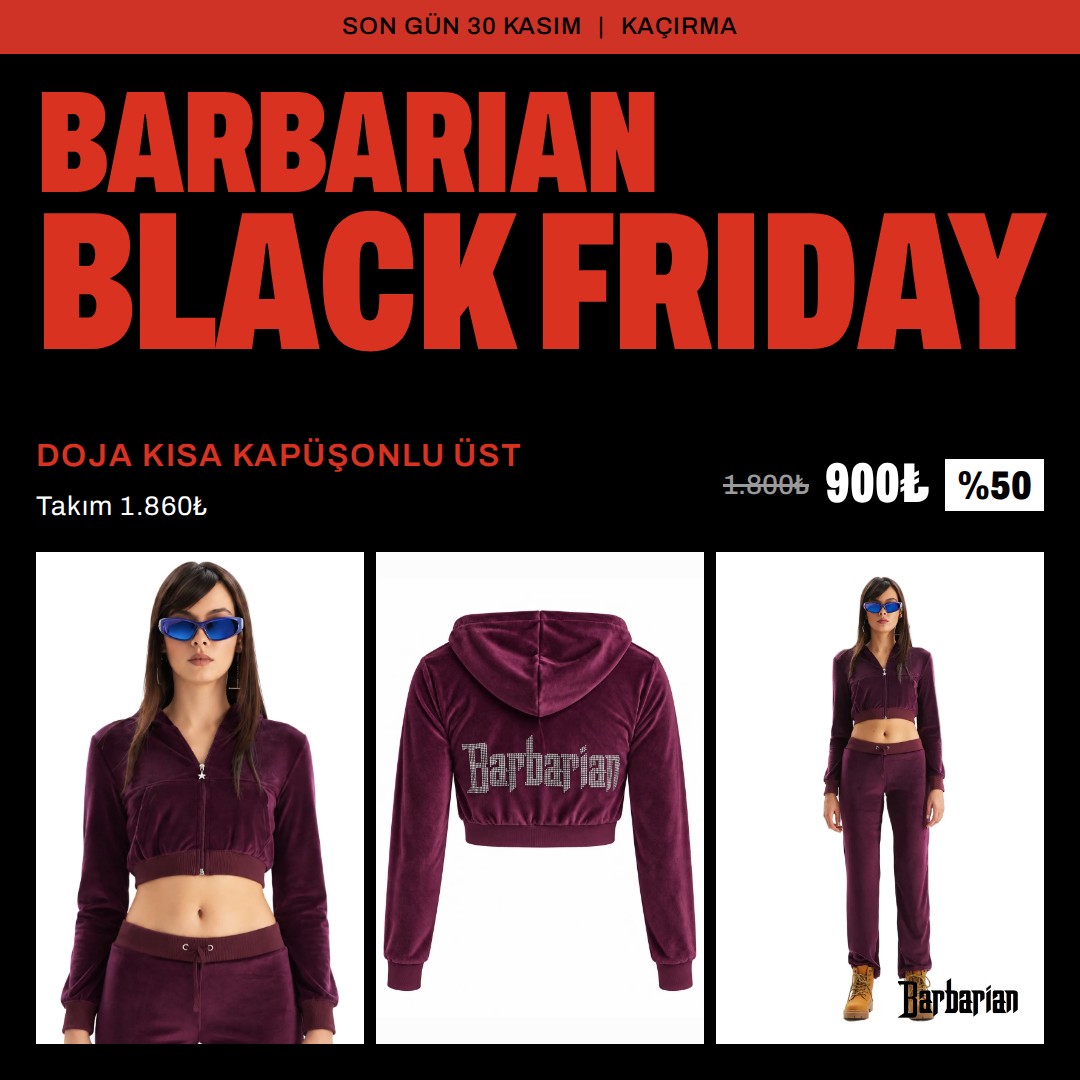 SON GÜN 30 KASIM | KAÇIRMA
BARBARIAN
BLACK FRIDAY
DOJA KISA KAPÜŞONLU ÜST
Takım 1.860₺
1.800₺ 900₺ %50
Barbarian
Barbarian